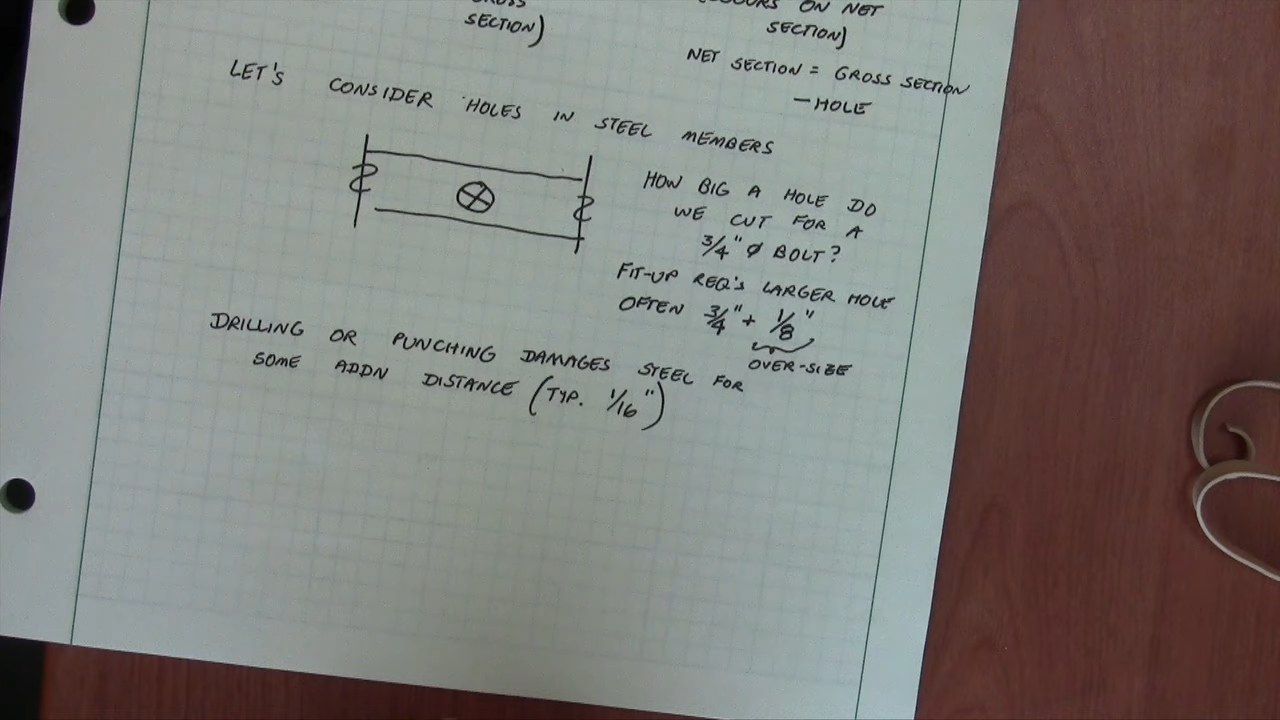 SECTION)
ON NET
SECTION)
NET SECTION = GROSS SECTION
- HOLE
LET'S CONSIDER HOLES IN STEEL MEMBERS
HOW BIG A HOLE DO
WE CUT FOR A
3/4" Ø BOLT?
FIT-UP REQ'S LARGER HOLE
OFTEN 3/4" + 1/8"
OVER-SIZE
DRILLING OR PUNCHING DAMAGES STEEL FOR
SOME ADDN DISTANCE (TYP. 1/16")